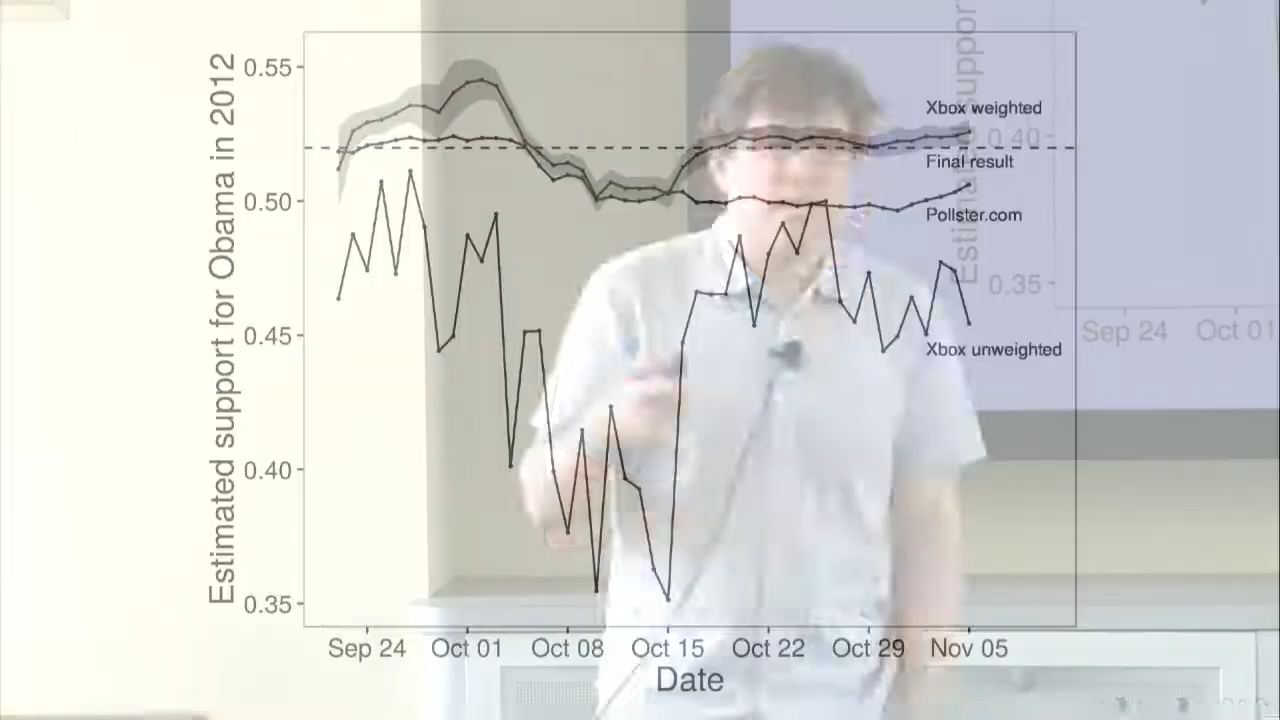 Estimated support for Obama in 2012
0.55
0.50
0.45
0.40
0.35
Xbox weighted
Final result
Pollster.com
Xbox unweighted
Sep 24 Oct 01 Oct 08 Oct 15 Oct 22 Oct 29 Nov 05
Date
Estimated support
0.40
0.35
Sep 24 Oct 01